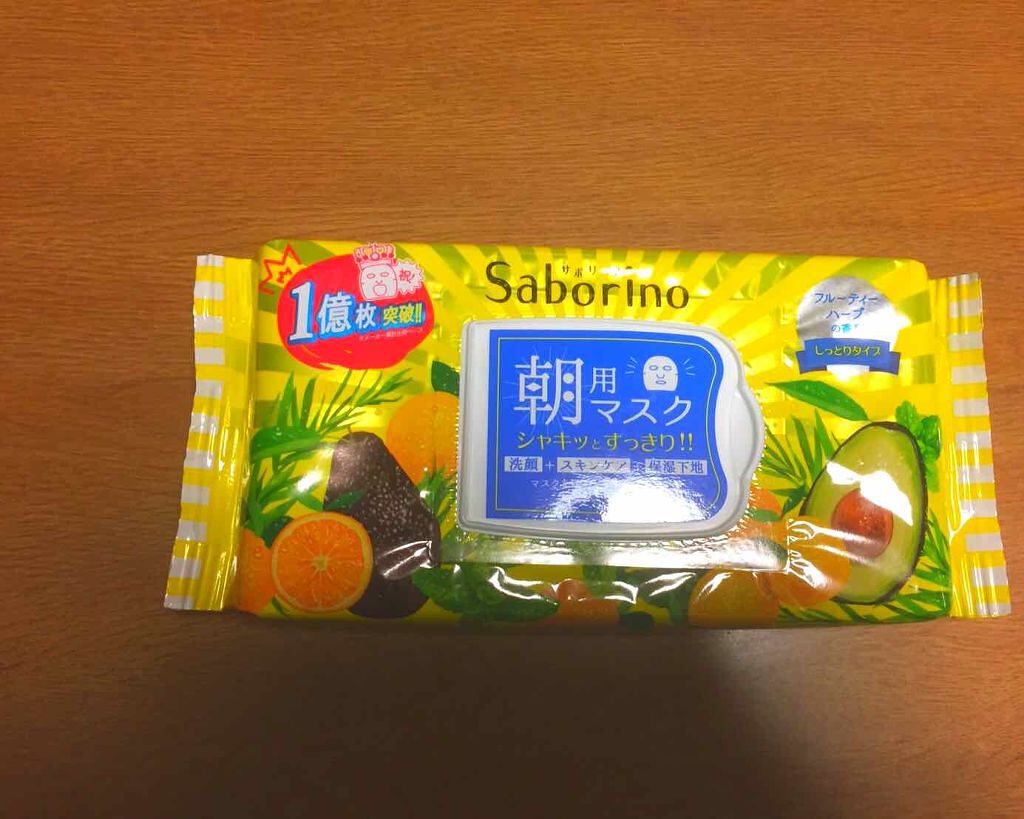 祝!
1億枚突破!!
サボリーノ
Saborino
フルーティー
ハーブ
の香り
しっとりタイプ
朝用マスク
シャキッとすっきり!!
洗顔+スキンケア+保湿下地